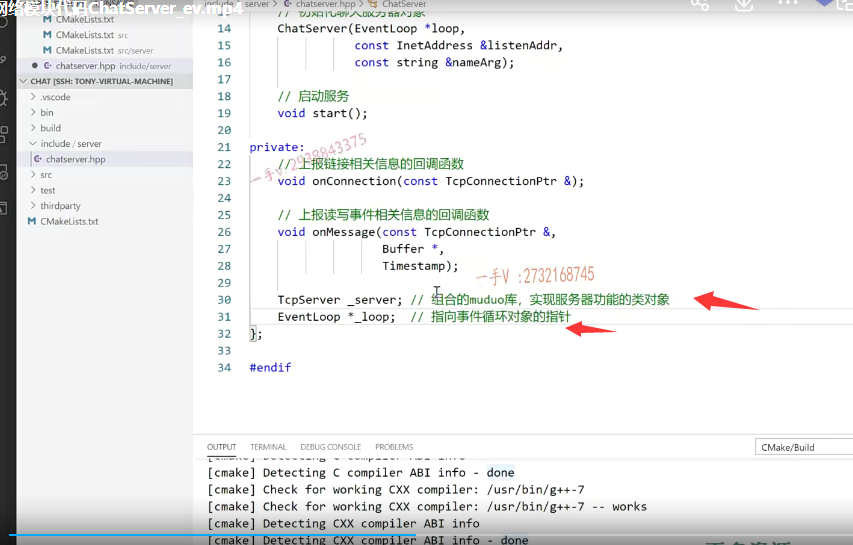 网络模块代码ChatServer_ev.mp4
CMakeLists.txt
CMakeLists.txt src
CMakeLists.txt src/server
chatserver.hpp include/server
CHAT [SSH: TONY-VIRTUAL-MACHINE]
.vscode
bin
build
include / server
chatserver.hpp
src
test
thirdparty
CMakeLists.txt
include > server > chatserver.hpp > ChatServer
// 初始化聊天服务器对象
14 ChatServer(EventLoop *loop,
15 const InetAddress &listenAddr,
16 const string &nameArg);
17
18 // 启动服务
19 void start();
20
21 private:
22 // 上报链接相关信息的回调函数
23 void onConnection(const TcpConnectionPtr &);
24
25 // 上报读写事件相关信息的回调函数
26 void onMessage(const TcpConnectionPtr &,
27 Buffer *,
28 Timestamp);
29
30 TcpServer _server; // 组合的muduo库，实现服务器功能的类对象
31 EventLoop *_loop; // 指向事件循环对象的指针
32 };
33
34 #endif
一手V:2938843375
一手V :2732168745
OUTPUT TERMINAL DEBUG CONSOLE PROBLEMS
CMake/Build
[cmake] Detecting C compiler ABI info
[cmake] Detecting C compiler ABI info - done
[cmake] Check for working CXX compiler: /usr/bin/g++-7
[cmake] Check for working CXX compiler: /usr/bin/g++-7 -- works
[cmake] Detecting CXX compiler ABI info
[cmake] Detecting CXX compiler ABI info - done